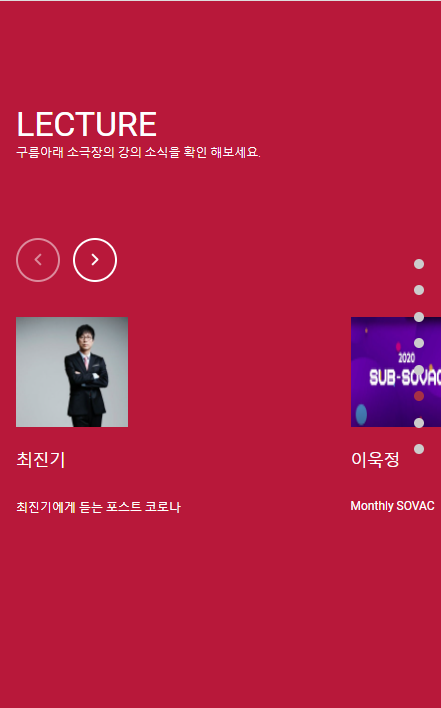 LECTURE
구름아래 소극장의 강의 소식을 확인 해보세요.
2020
SUB-SOVAC
최진기
이욱정
최진기에게 듣는 포스트 코로나
Monthly SOVAC